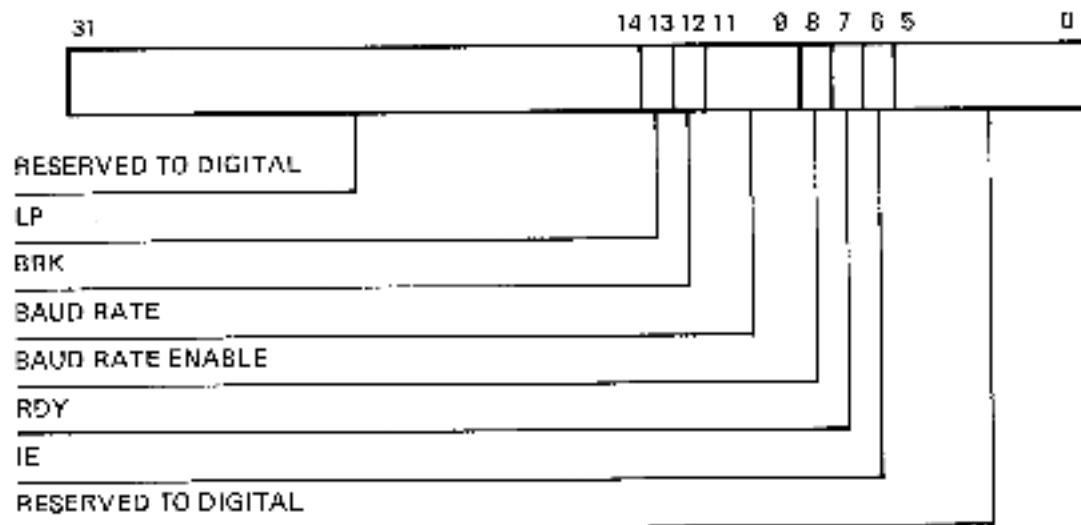 31 14 13 12 11 9 8 7 6 5 0
RESERVED TO DIGITAL
LP
BRK
BAUD RATE
BAUD RATE ENABLE
RDY
IE
RESERVED TO DIGITAL